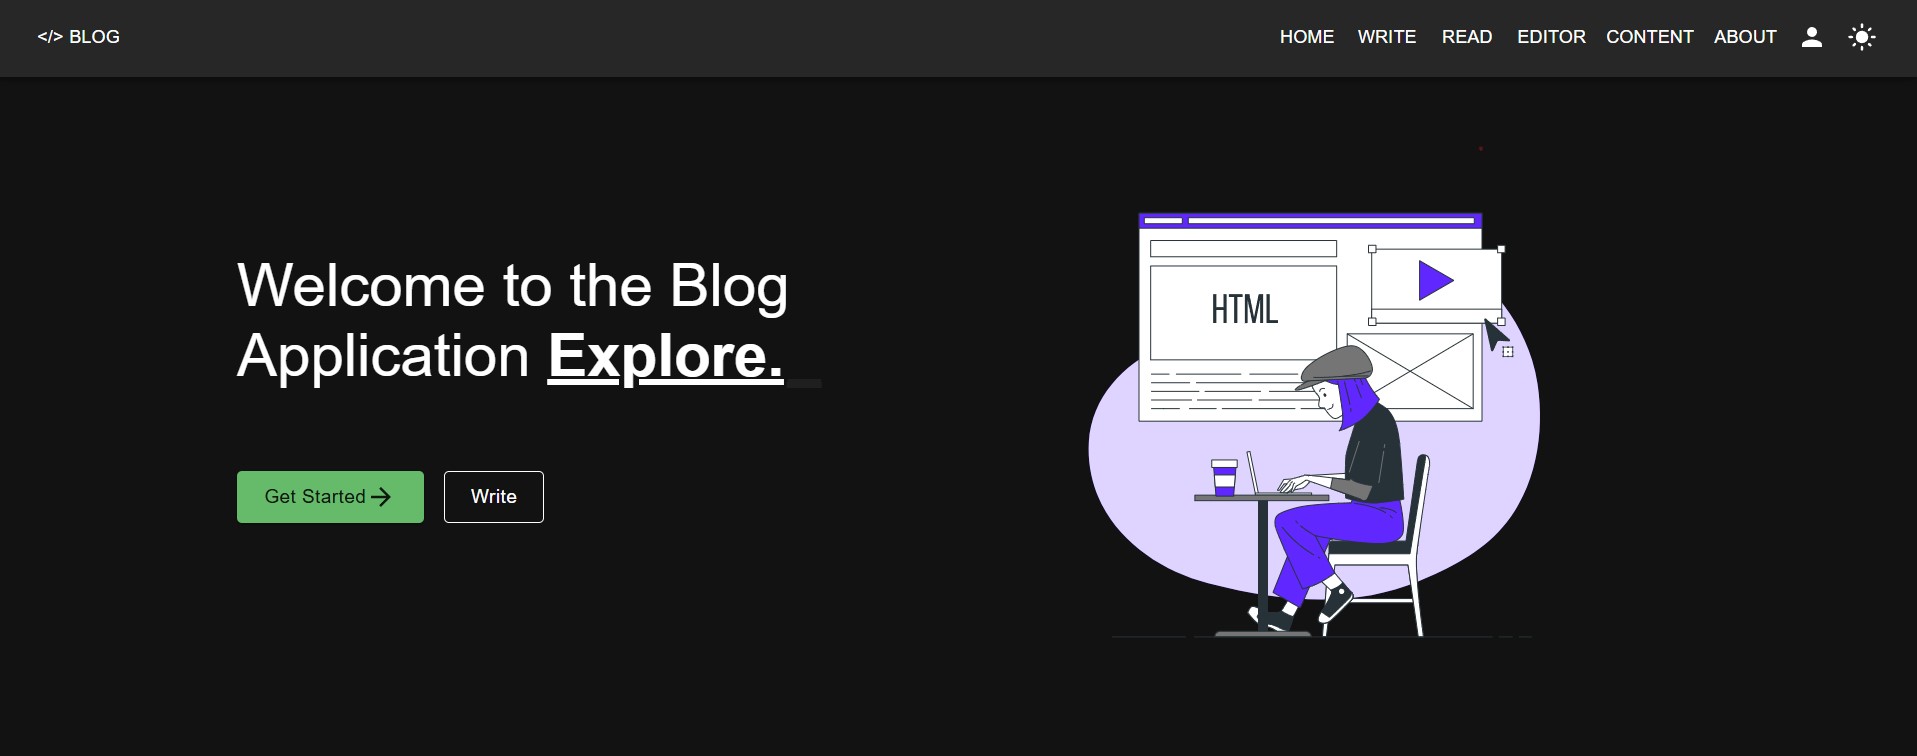 </> BLOG
HOME WRITE READ EDITOR CONTENT ABOUT
Welcome to the Blog
Application Explore.
Get Started
Write
HTML